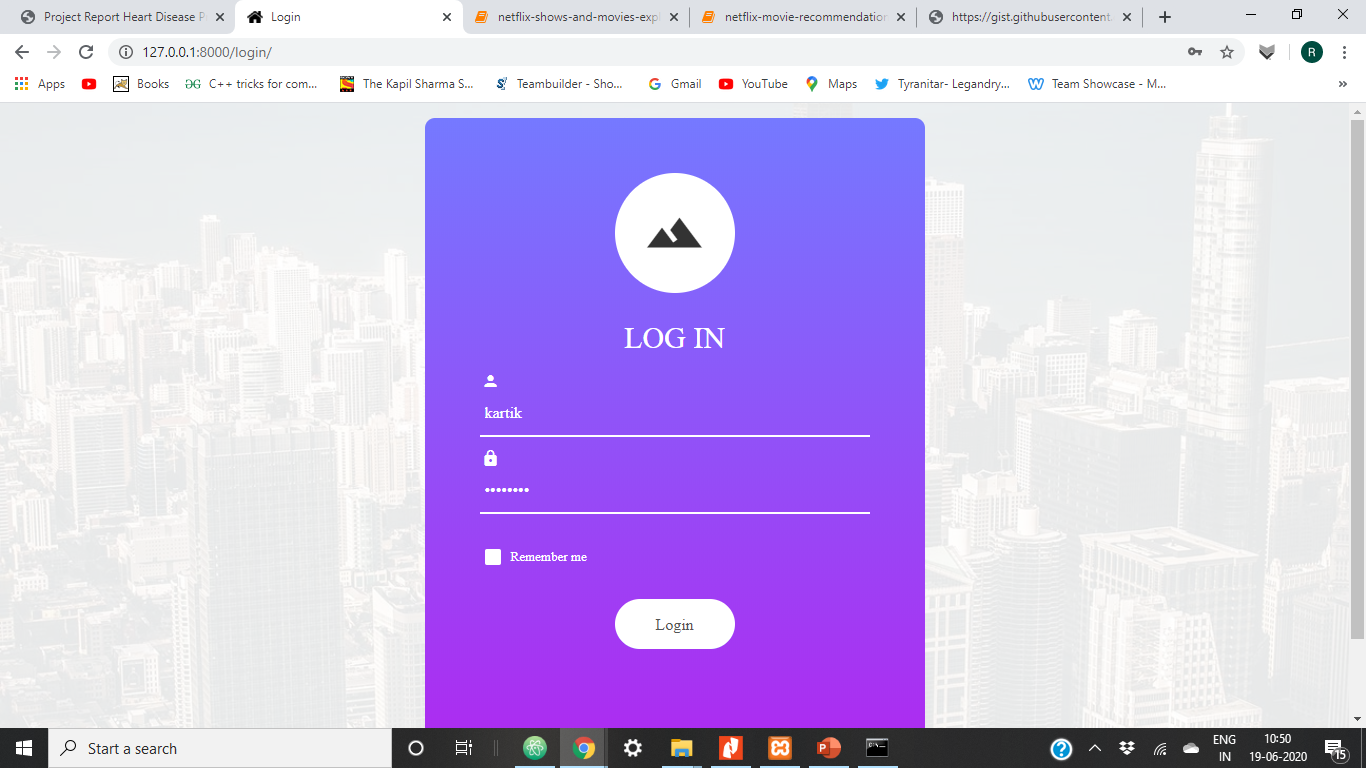 Project Report Heart Disease P
Login
netflix-shows-and-movies-expl
netflix-movie-recommendation
https://gist.githubusercontent.
127.0.0.1:8000/login/
R
Apps
Books
C++ tricks for com...
The Kapil Sharma S...
Teambuilder - Sho...
Gmail
YouTube
Maps
Tyranitar- Legandry...
Team Showcase - M...
»
LOG IN
kartik
••••••••
Remember me
Login
Start a search
ENG
IN
10:50
19-06-2020
15